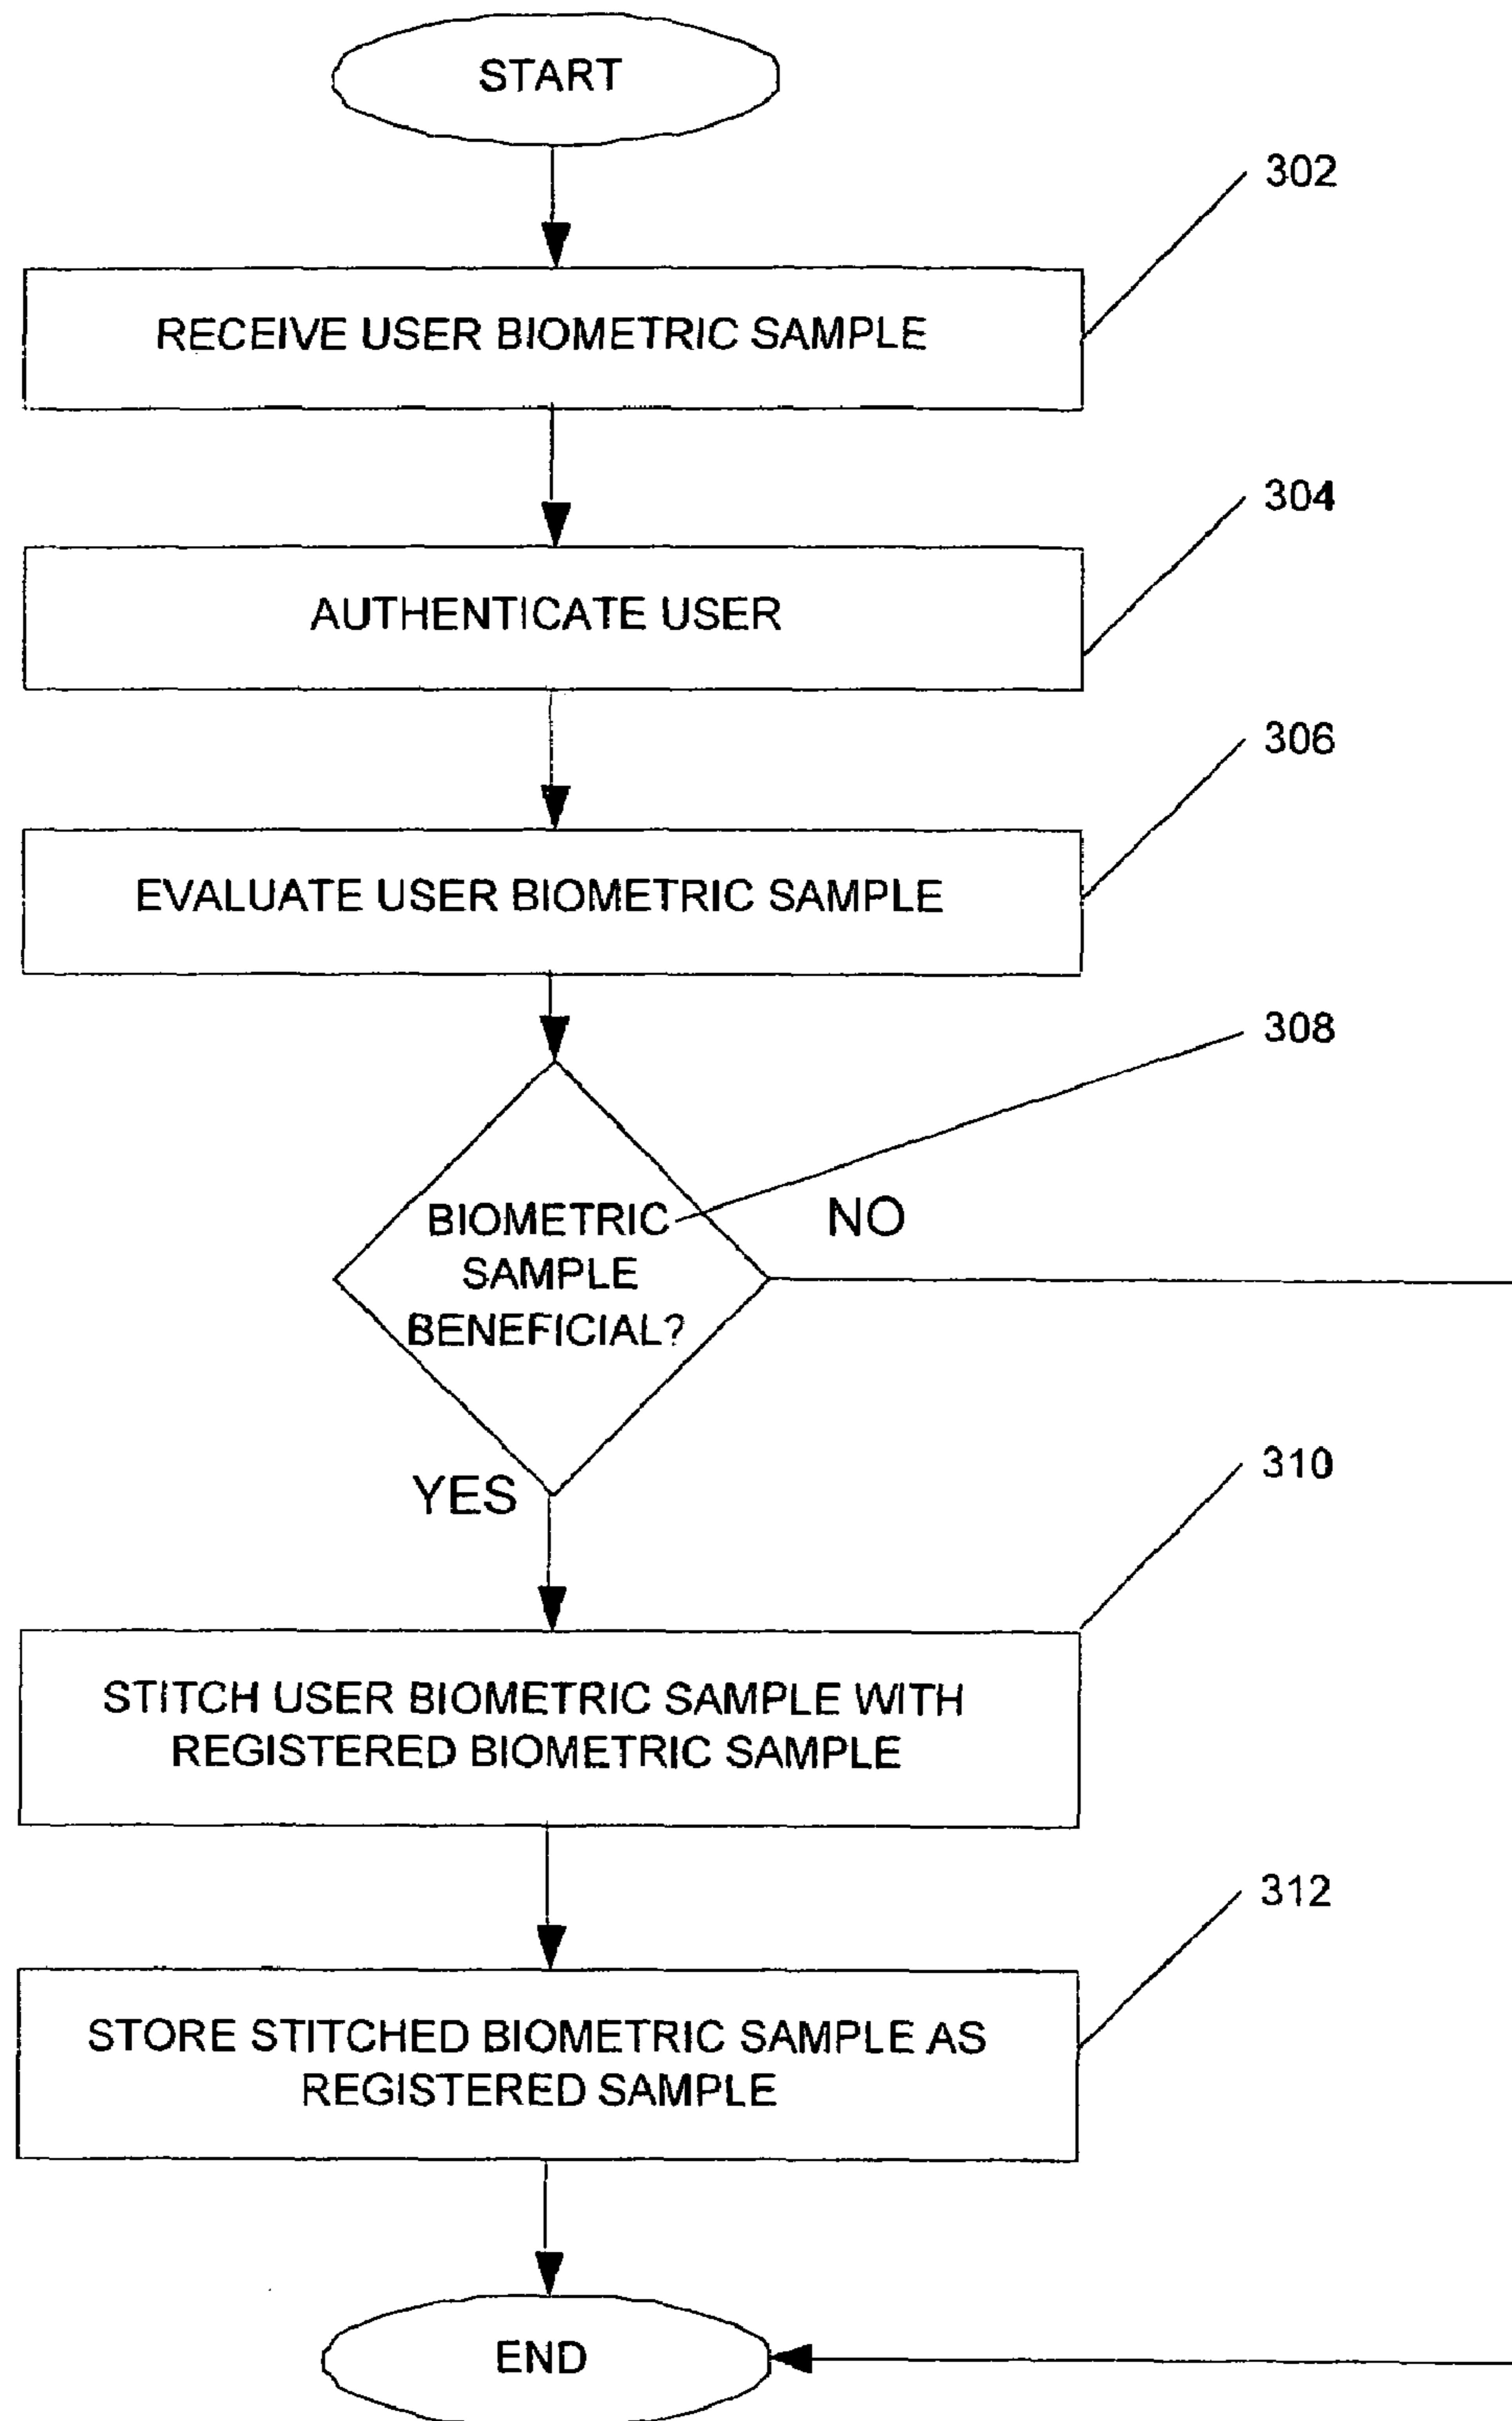 START
302
RECEIVE USER BIOMETRIC SAMPLE
304
AUTHENTICATE USER
306
EVALUATE USER BIOMETRIC SAMPLE
308
BIOMETRIC
SAMPLE
BENEFICIAL?
NO
YES
310
STITCH USER BIOMETRIC SAMPLE WITH
REGISTERED BIOMETRIC SAMPLE
312
STORE STITCHED BIOMETRIC SAMPLE AS
REGISTERED SAMPLE
END